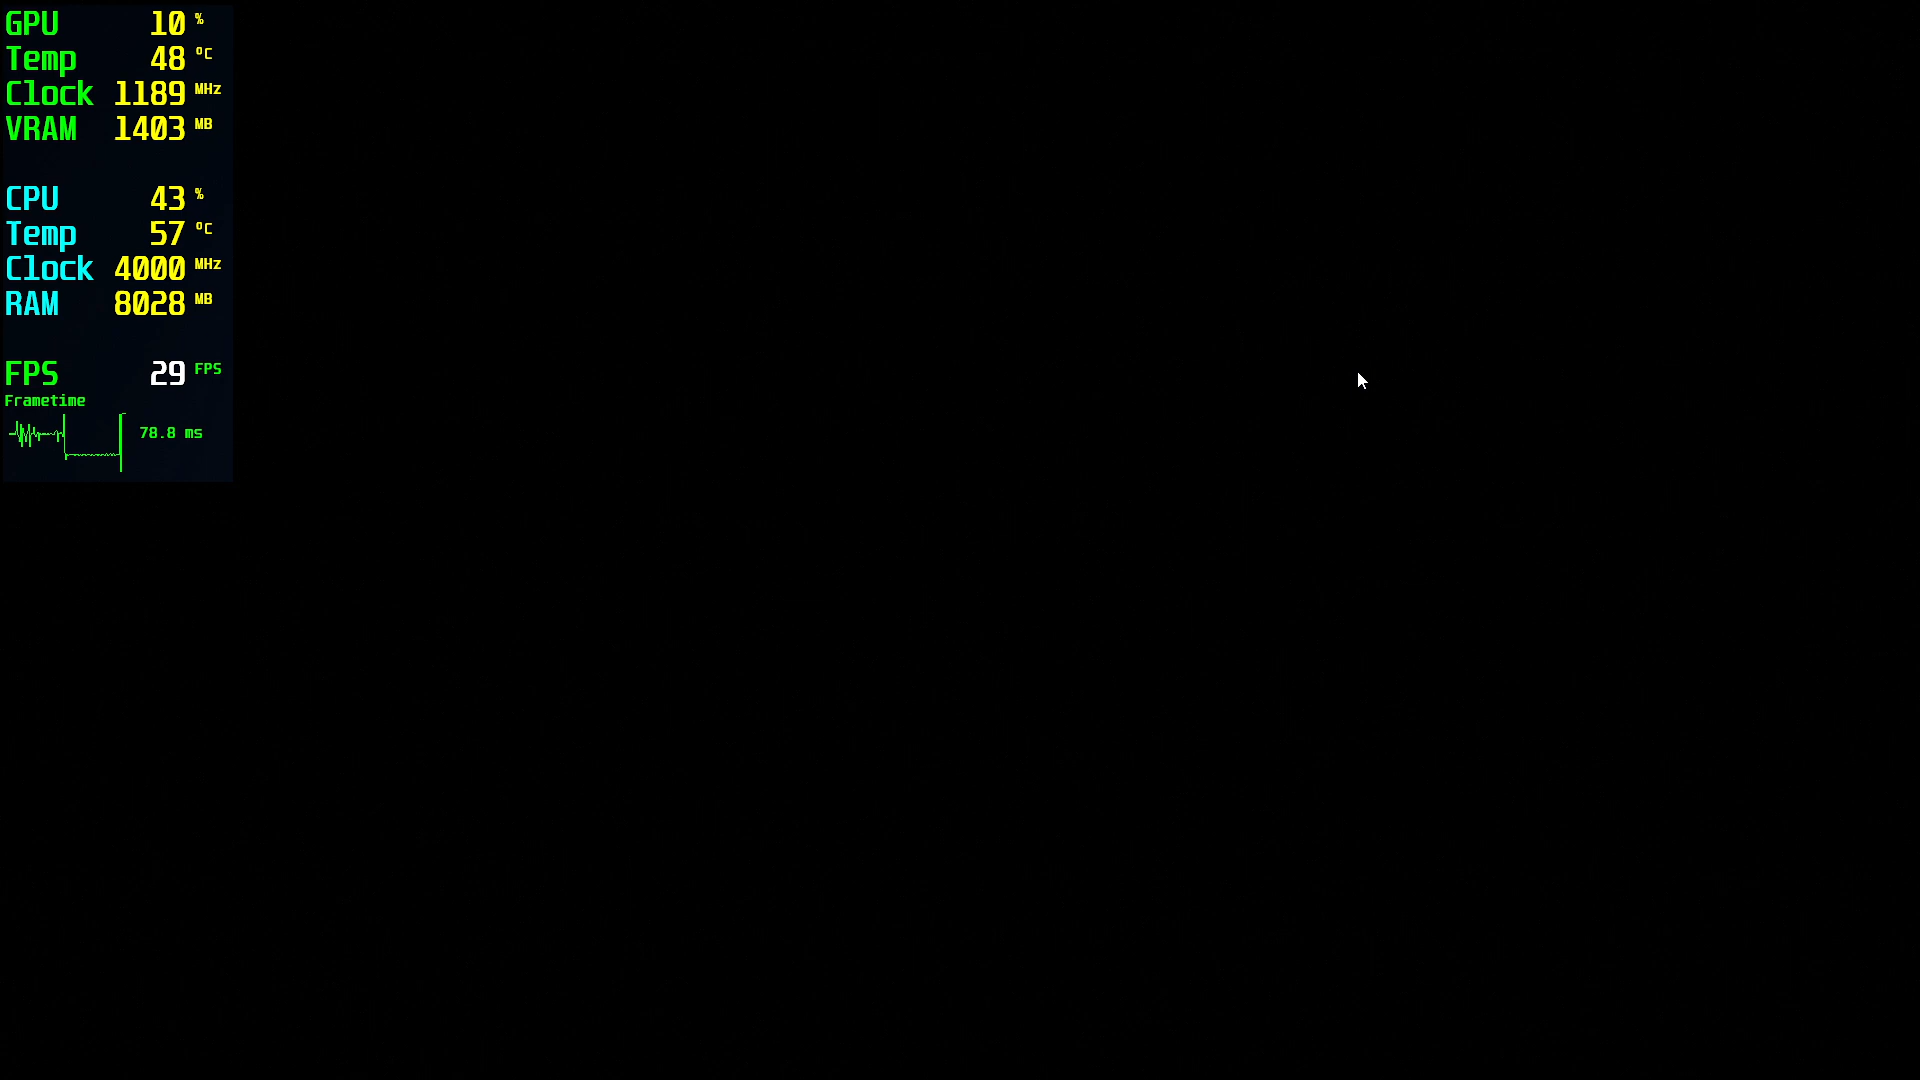 GPU 10 %
Temp 48 °C
Clock 1189 MHz
VRAM 1403 MB
CPU 43 %
Temp 57 °C
Clock 4000 MHz
RAM 8028 MB
FPS 29 FPS
Frametime
78.8 ms